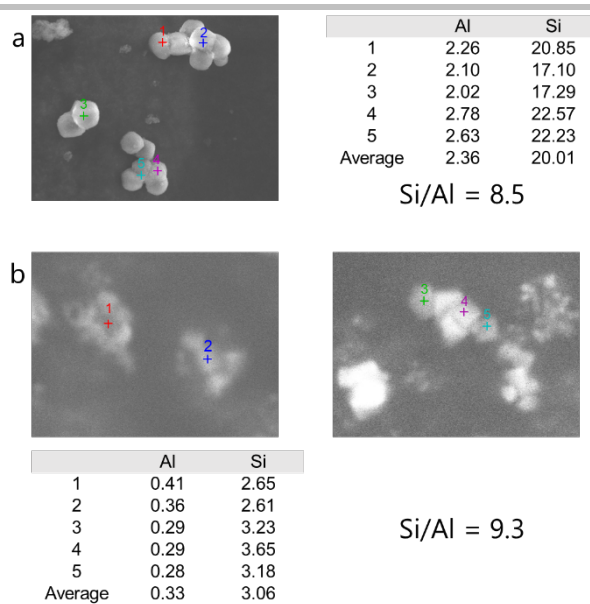 a
1 2
3
5 4
Al Si
1 2.26 20.85
2 2.10 17.10
3 2.02 17.29
4 2.78 22.57
5 2.63 22.23
Average 2.36 20.01
Si/Al = 8.5
b
1
2
3
4
5
Al Si
1 0.41 2.65
2 0.36 2.61
3 0.29 3.23
4 0.29 3.65
5 0.28 3.18
Average 0.33 3.06
Si/Al = 9.3